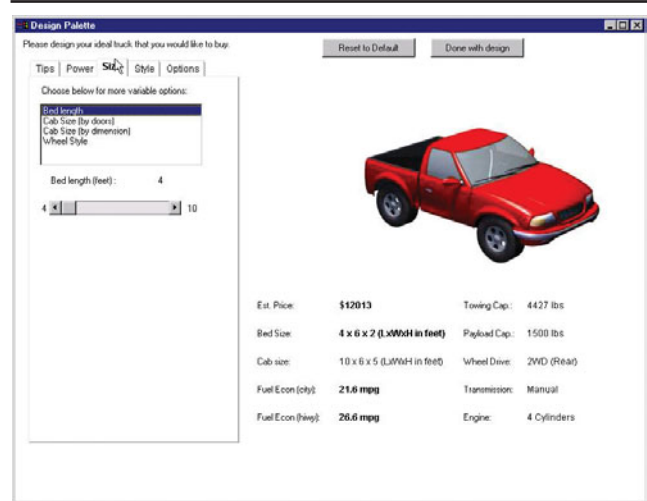 Design Palette
Please design your ideal truck that you would like to buy.
Reset to Default
Done with design
Tips Power Size Style Options
Choose below for more variable options:
Bed length
Cab Size (by doors)
Cab Size (by dimension)
Wheel Style
Bed length (feet) : 4
4 10
Est. Price: $12013 Towing Cap.: 4427 lbs
Bed Size: 4 x 6 x 2 (LxWxH in feet) Payload Cap.: 1500 lbs
Cab size: 10 x 6 x 5 (LxWxH in feet) Wheel Drive: 2WD (Rear)
Fuel Econ (city): 21.6 mpg Transmission: Manual
Fuel Econ (hiwy): 26.6 mpg Engine: 4 Cylinders